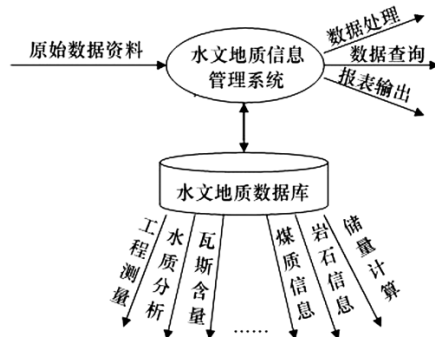 原始数据资料
水文地质信息
管理系统
数据处理
数据查询
报表输出
水文地质数据库
工程测量
水质分析
瓦斯含量
……
煤质信息
岩石信息
储量计算